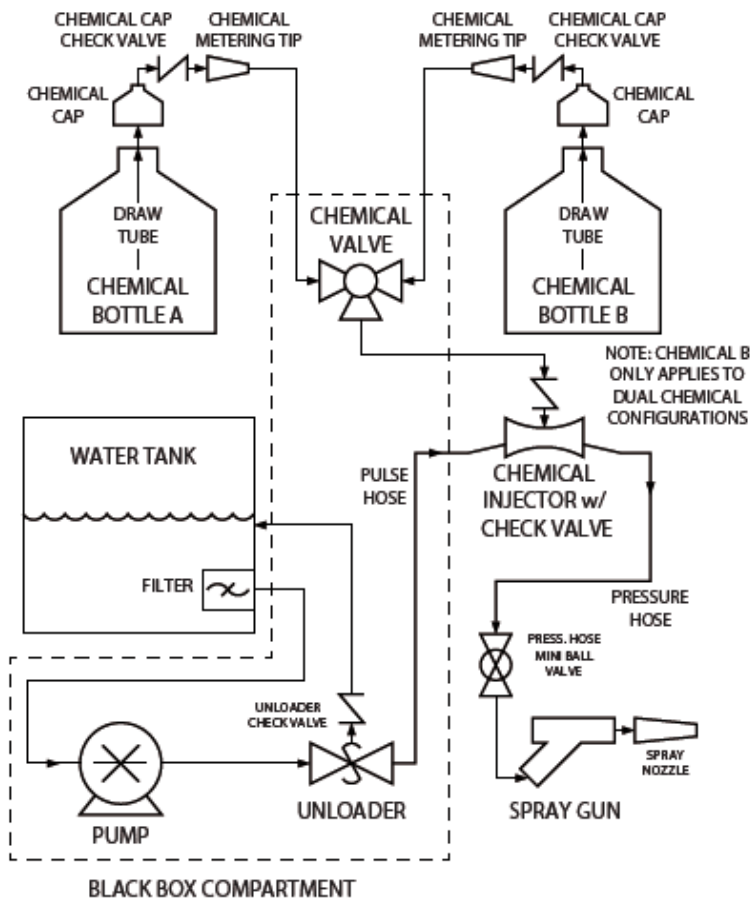 CHEMICAL CAP
CHECK VALVE
CHEMICAL
METERING TIP
CHEMICAL
METERING TIP
CHEMICAL CAP
CHECK VALVE
CHEMICAL
CAP
CHEMICAL
CAP
DRAW
TUBE
CHEMICAL
BOTTLE A
CHEMICAL
VALVE
DRAW
TUBE
CHEMICAL
BOTTLE B
NOTE: CHEMICAL B
ONLY APPLIES TO
DUAL CHEMICAL
CONFIGURATIONS
WATER TANK
PULSE
HOSE
CHEMICAL
INJECTOR w/
CHECK VALVE
FILTER
PRESSURE
HOSE
PRESS. HOSE
MINI BALL
VALVE
UNLOADER
CHECK VALVE
SPRAY
NOZZLE
PUMP
UNLOADER
SPRAY GUN
BLACK BOX COMPARTMENT